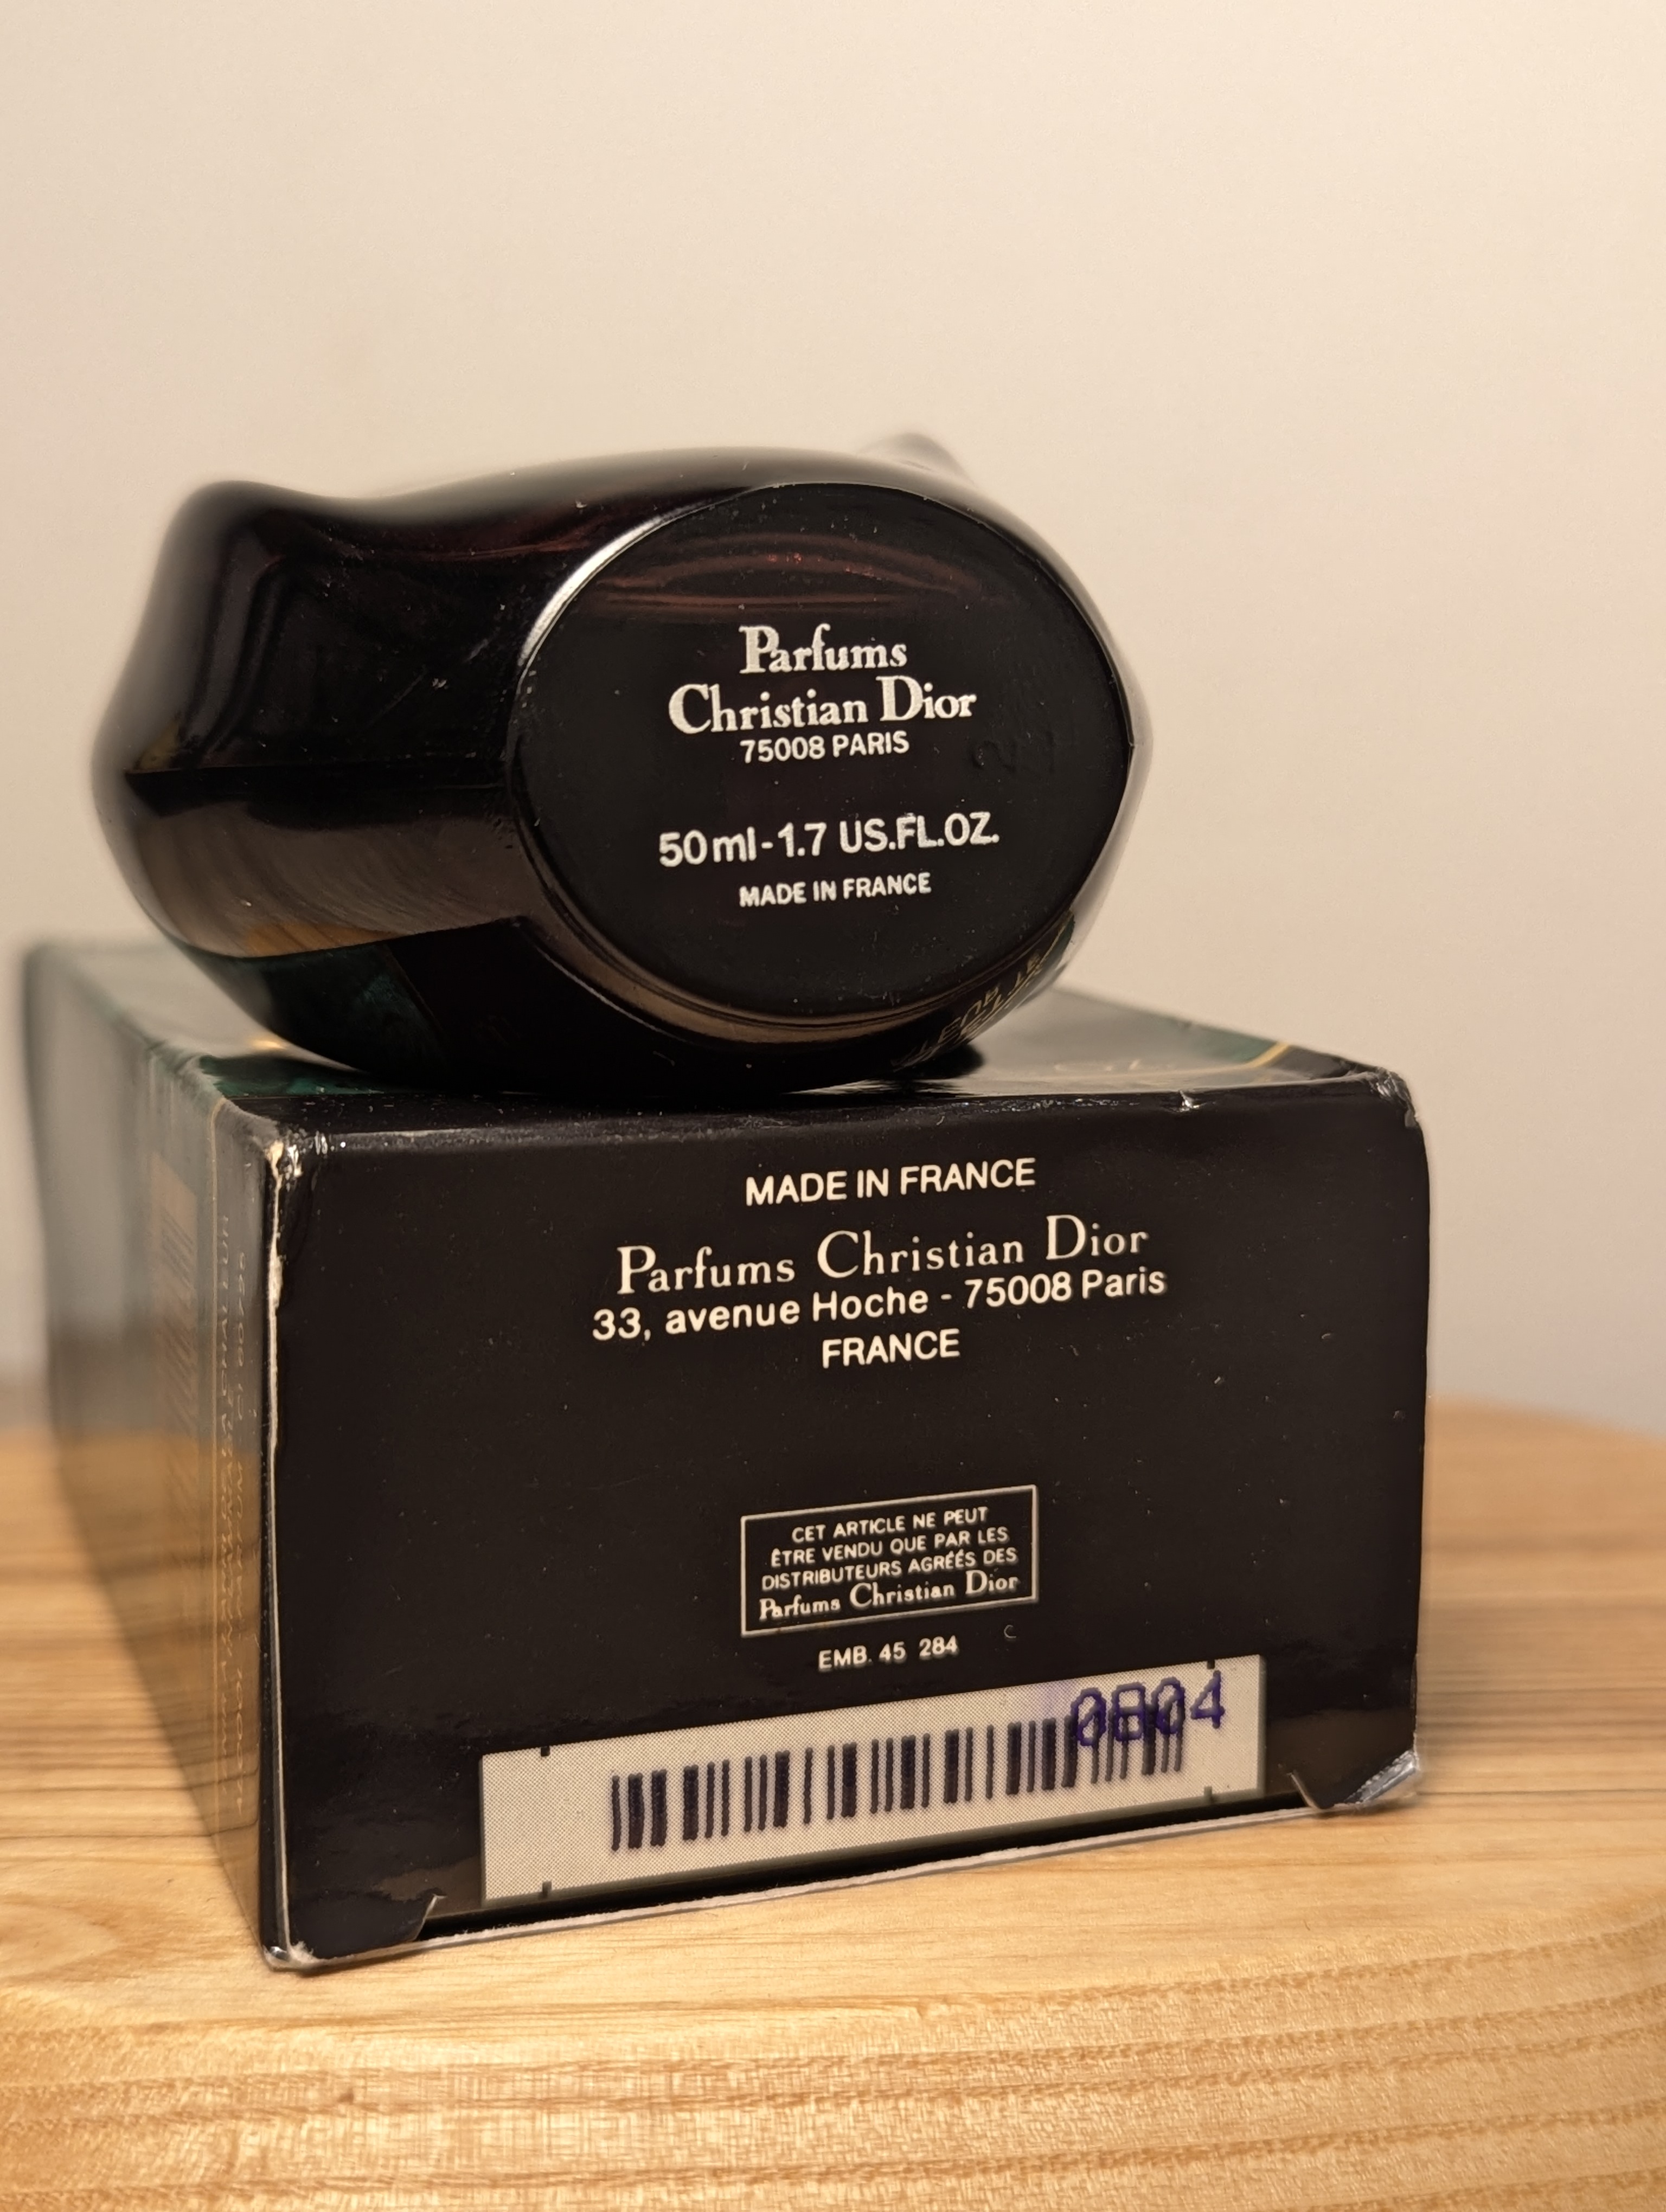 Parfums
Christian Dior
75008 PARIS
50ml-1.7 US.FL.OZ.
MADE IN FRANCE
MADE IN FRANCE
Parfums Christian Dior
33, avenue Hoche - 75008 Paris
FRANCE
CET ARTICLE NE PEUT
ÊTRE VENDU QUE PAR LES
DISTRIBUTEURS AGRÉÉS DES
Parfums Christian Dior
EMB. 45 284
0B04